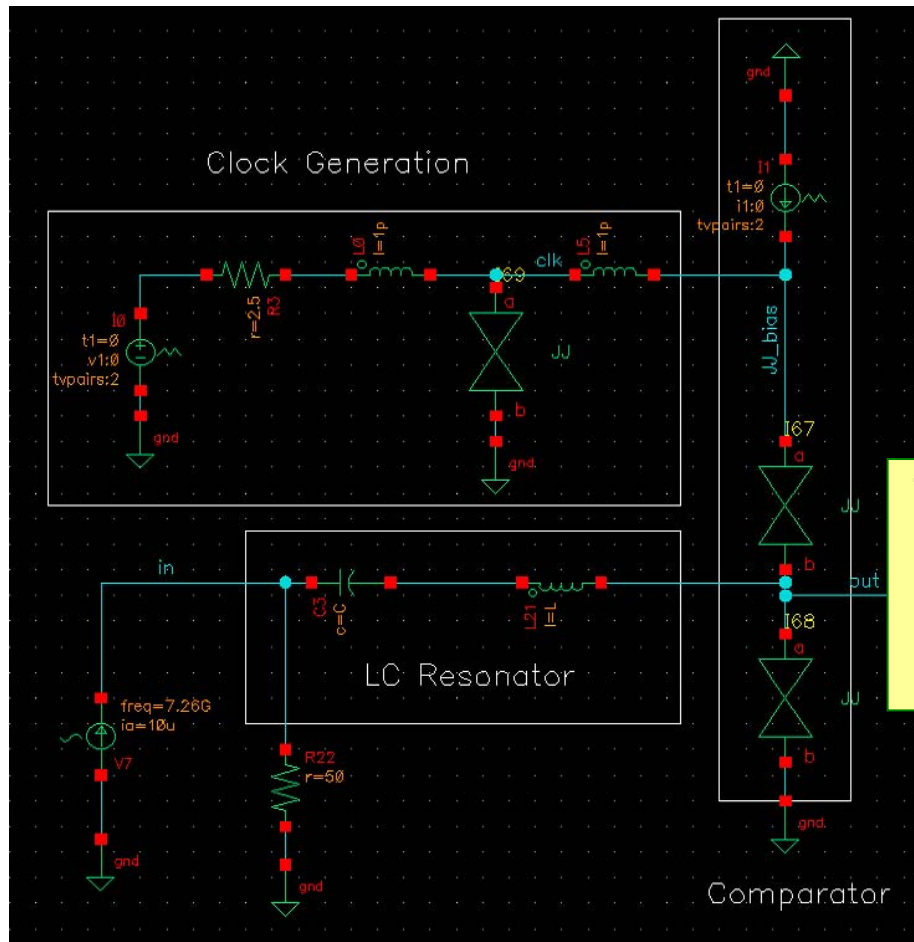 gnd
Clock Generation
I1
t1=0
i1:0
tvpairs:2
L0
l=1p
L5
l=1p
clk
I69
R3
r=2.5
I0
t1=0
v1:0
tvpairs:2
a
JJ
b
gnd
gnd
JJ_bias
I67
a
JJ
b
in
out
C3
c=C
L21
l=L
I68
a
JJ
b
LC Resonator
freq=7.26G
ia=10u
V7
R22
r=50
gnd
gnd
gnd
Comparator